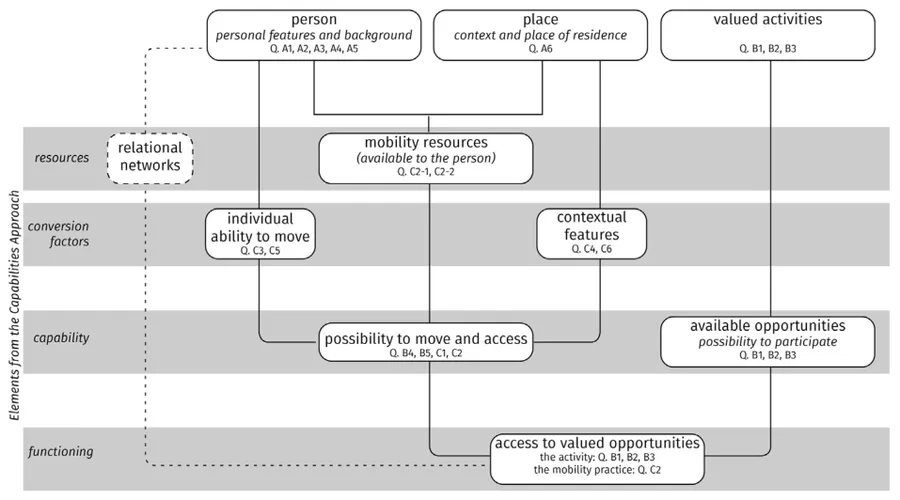 person
personal features and background
Q. A1, A2, A3, A4, A5
place
context and place of residence
Q. A6
valued activities
Q. B1, B2, B3
Elements from the Capabilities Approach
resources
relational
networks
mobility resources
(available to the person)
Q. C2-1, C2-2
conversion
factors
individual
ability to move
Q. C3, C5
contextual
features
Q. C4, C6
capability
possibility to move and access
Q. B4, B5, C1, C2
available opportunities
possibility to participate
Q. B1, B2, B3
functioning
access to valued opportunities
the activity: Q. B1, B2, B3
the mobility practice: Q. C2